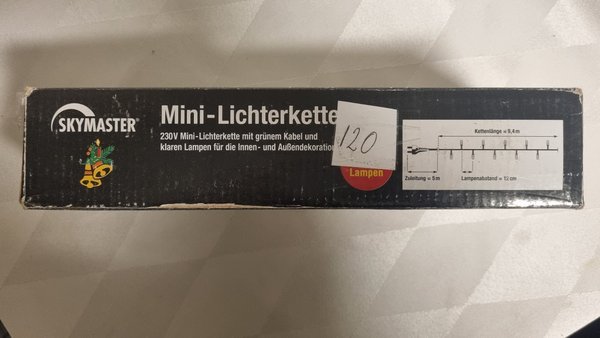 SKYMASTER
Mini-Lichterkette
230V Mini-Lichterkette mit grünem Kabel und
klaren Lampen für die Innen- und Außendekoration
120
Lampen
Kettenlänge = 9,4 m
Zuleitung = 5 m
Lampenabstand = 12 cm